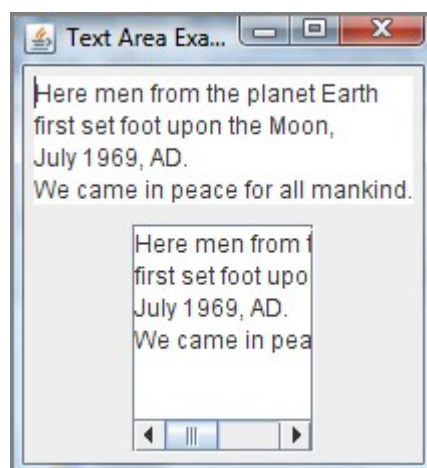 Text Area Exa...
Here men from the planet Earth
first set foot upon the Moon,
July 1969, AD.
We came in peace for all mankind.
Here men from t
first set foot upo
July 1969, AD.
We came in pea